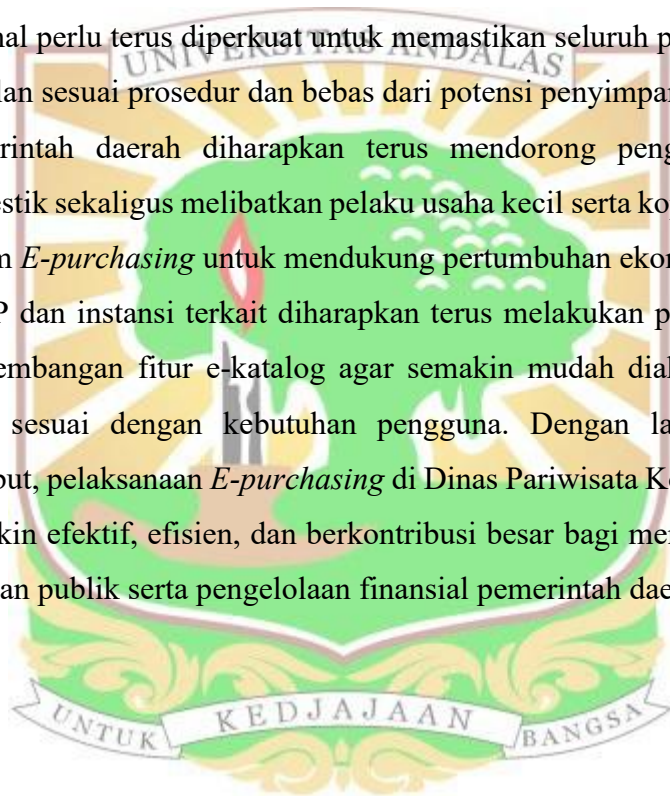 nal perlu terus diperkuat untuk memastikan seluruh p
UNIVERSITAS ANDALAS
lan sesuai prosedur dan bebas dari potensi penyimpa
rintah daerah diharapkan terus mendorong peng
estik sekaligus melibatkan pelaku usaha kecil serta ko
m E-purchasing untuk mendukung pertumbuhan ekon
P dan instansi terkait diharapkan terus melakukan p
embangan fitur e-katalog agar semakin mudah diak
sesuai dengan kebutuhan pengguna. Dengan la
but, pelaksanaan E-purchasing di Dinas Pariwisata Ko
kin efektif, efisien, dan berkontribusi besar bagi me
an publik serta pengelolaan finansial pemerintah dae
UNTUK KEDJAJAAN BANGSA